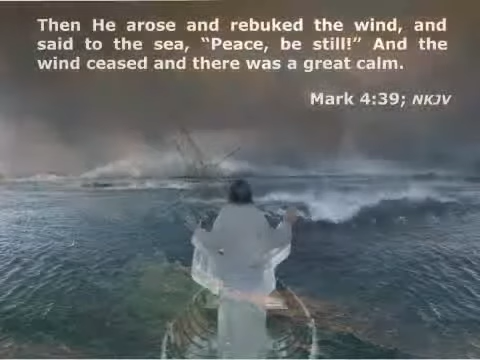 Then He arose and rebuked the wind, and
said to the sea, “Peace, be still!” And the
wind ceased and there was a great calm.
Mark 4:39; NKJV